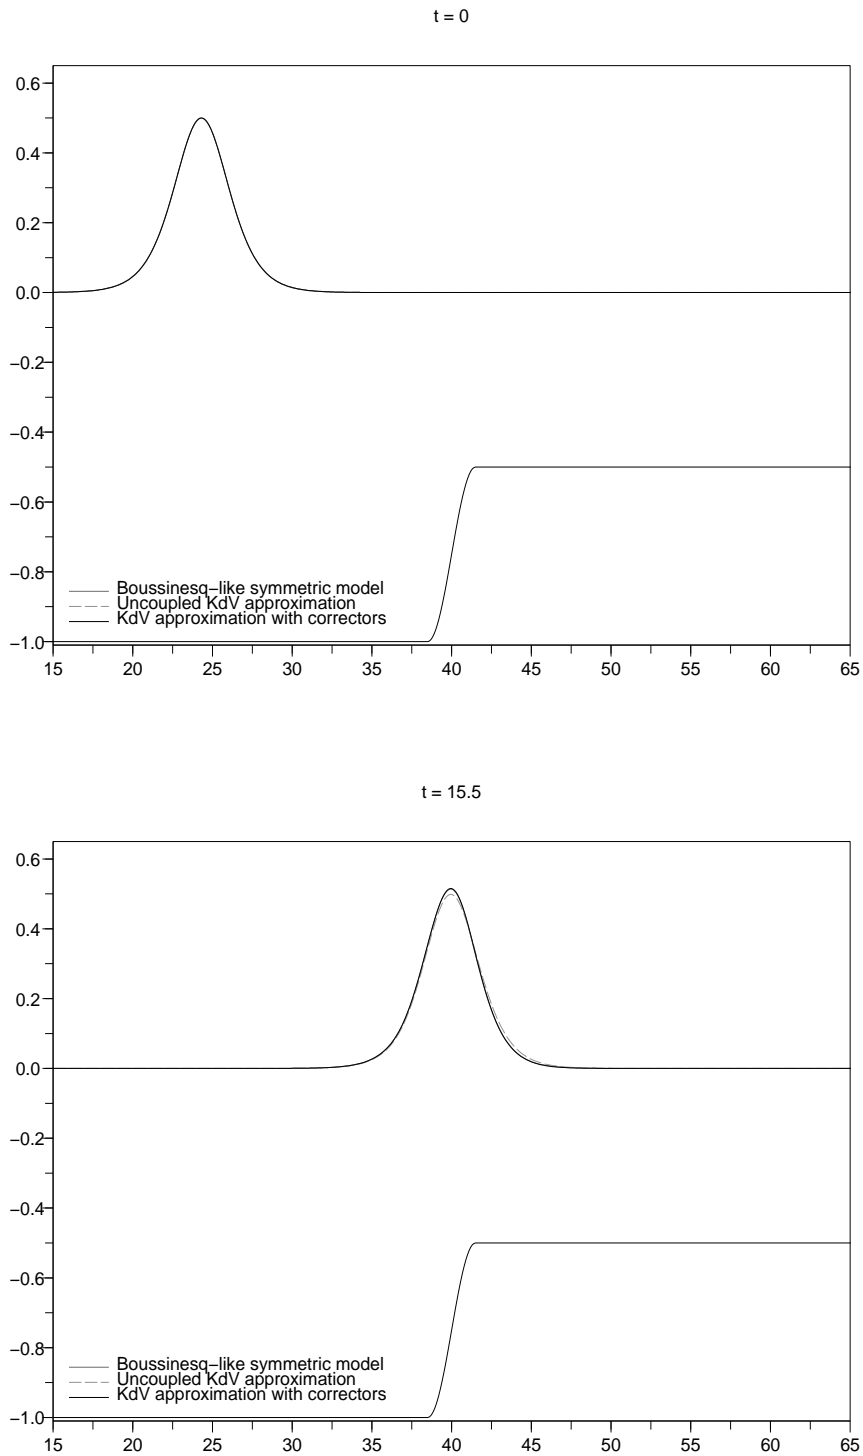 t = 0
0.6
0.4
0.2
0.0
−0.2
−0.4
−0.6
−0.8
−1.0
Boussinesq−like symmetric model
Uncoupled KdV approximation
KdV approximation with correctors
15 20 25 30 35 40 45 50 55 60 65
t = 15.5
0.6
0.4
0.2
0.0
−0.2
−0.4
−0.6
−0.8
−1.0
Boussinesq−like symmetric model
Uncoupled KdV approximation
KdV approximation with correctors
15 20 25 30 35 40 45 50 55 60 65